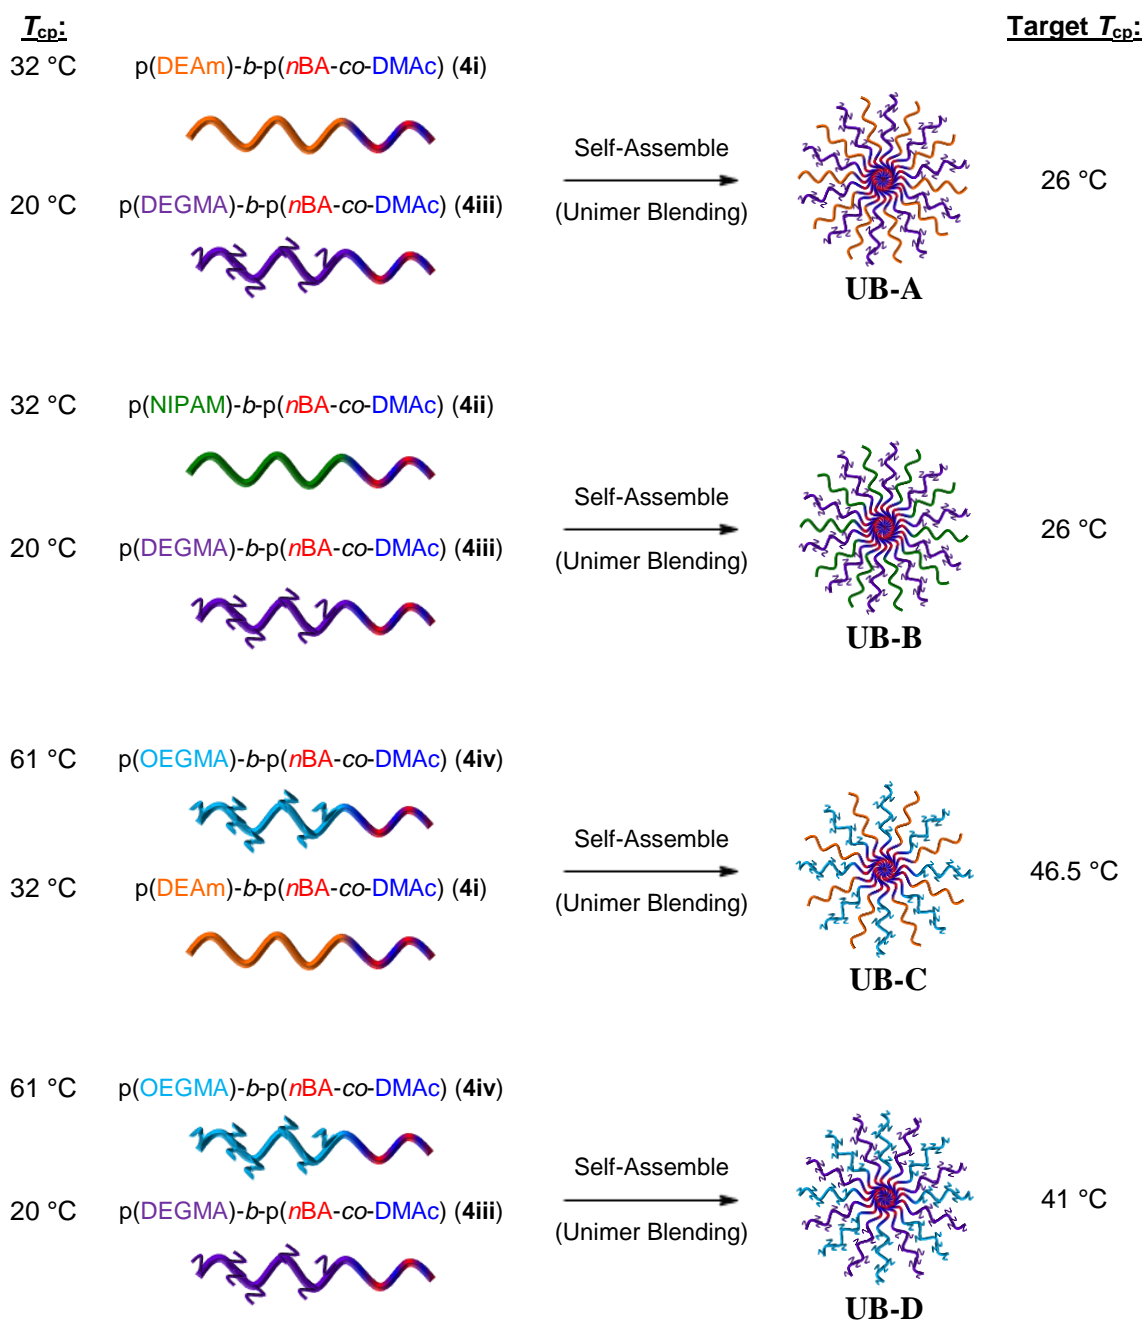 Tcp: Target Tcp:
32 °C p(DEAm)-b-p(nBA-co-DMAc) (4i)
Self-Assemble
(Unimer Blending)
26 °C
20 °C p(DEGMA)-b-p(nBA-co-DMAc) (4iii)
UB-A
32 °C p(NIPAM)-b-p(nBA-co-DMAc) (4ii)
Self-Assemble
(Unimer Blending)
26 °C
20 °C p(DEGMA)-b-p(nBA-co-DMAc) (4iii)
UB-B
61 °C p(OEGMA)-b-p(nBA-co-DMAc) (4iv)
Self-Assemble
(Unimer Blending)
46.5 °C
32 °C p(DEAm)-b-p(nBA-co-DMAc) (4i)
UB-C
61 °C p(OEGMA)-b-p(nBA-co-DMAc) (4iv)
Self-Assemble
(Unimer Blending)
41 °C
20 °C p(DEGMA)-b-p(nBA-co-DMAc) (4iii)
UB-D